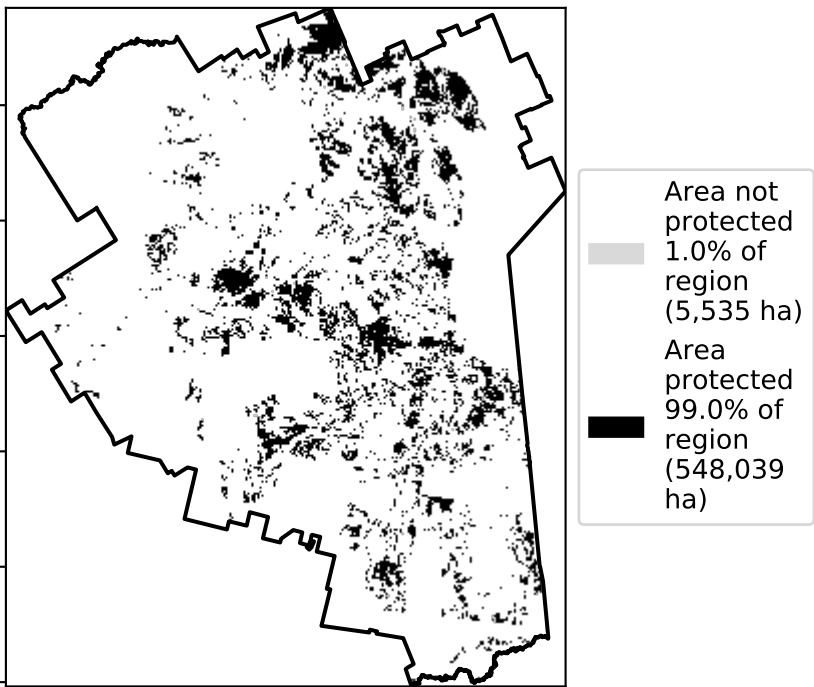 Area not
protected
1.0% of
region
(5,535 ha)
Area
protected
99.0% of
region
(548,039
ha)